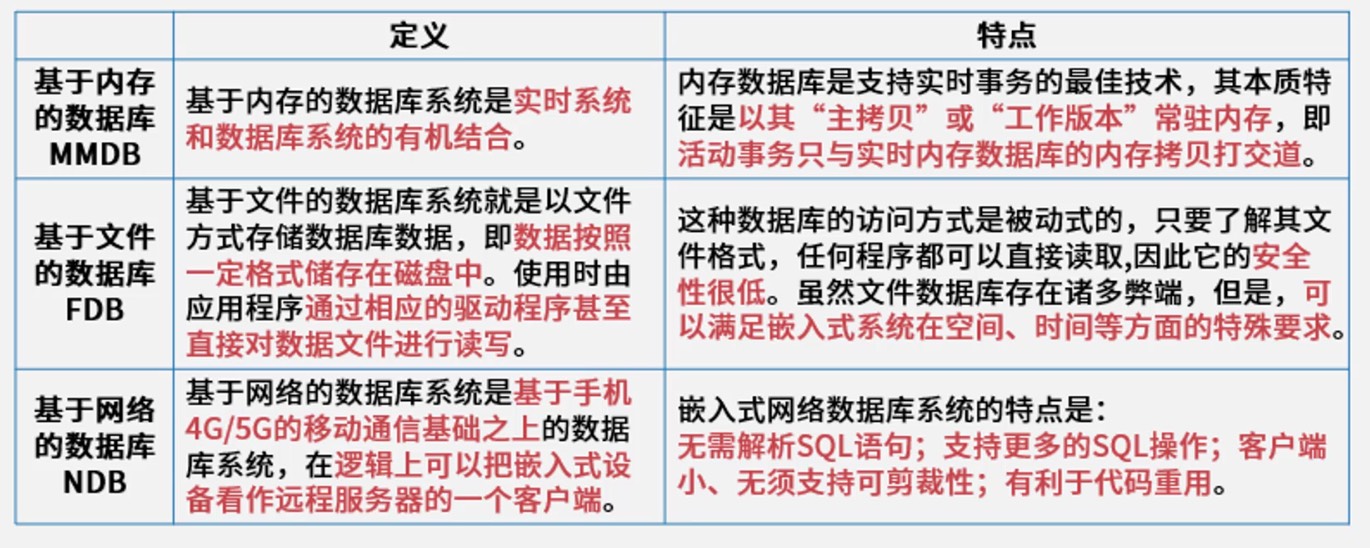 定义
特点
基于内存
的数据库
MMDB
基于内存的数据库系统是实时系统
和数据库系统的有机结合。
内存数据库是支持实时事务的最佳技术，其本质特
征是以其“主拷贝”或“工作版本”常驻内存，即
活动事务只与实时内存数据库的内存拷贝打交道。
基于文件
的数据库
FDB
基于文件的数据库系统就是以文件
方式存储数据库数据，即数据按照
一定格式储存在磁盘中。使用时由
应用程序通过相应的驱动程序甚至
直接对数据文件进行读写。
这种数据库的访问方式是被动式的，只要了解其文
件格式，任何程序都可以直接读取,因此它的安全
性很低。虽然文件数据库存在诸多弊端，但是，可
以满足嵌入式系统在空间、时间等方面的特殊要求。
基于网络
的数据库
NDB
基于网络的数据库系统是基于手机
4G/5G的移动通信基础之上的数据
库系统，在逻辑上可以把嵌入式设
备看作远程服务器的一个客户端。
嵌入式网络数据库系统的特点是：
无需解析SQL语句；支持更多的SQL操作；客户端
小、无须支持可剪裁性；有利于代码重用。